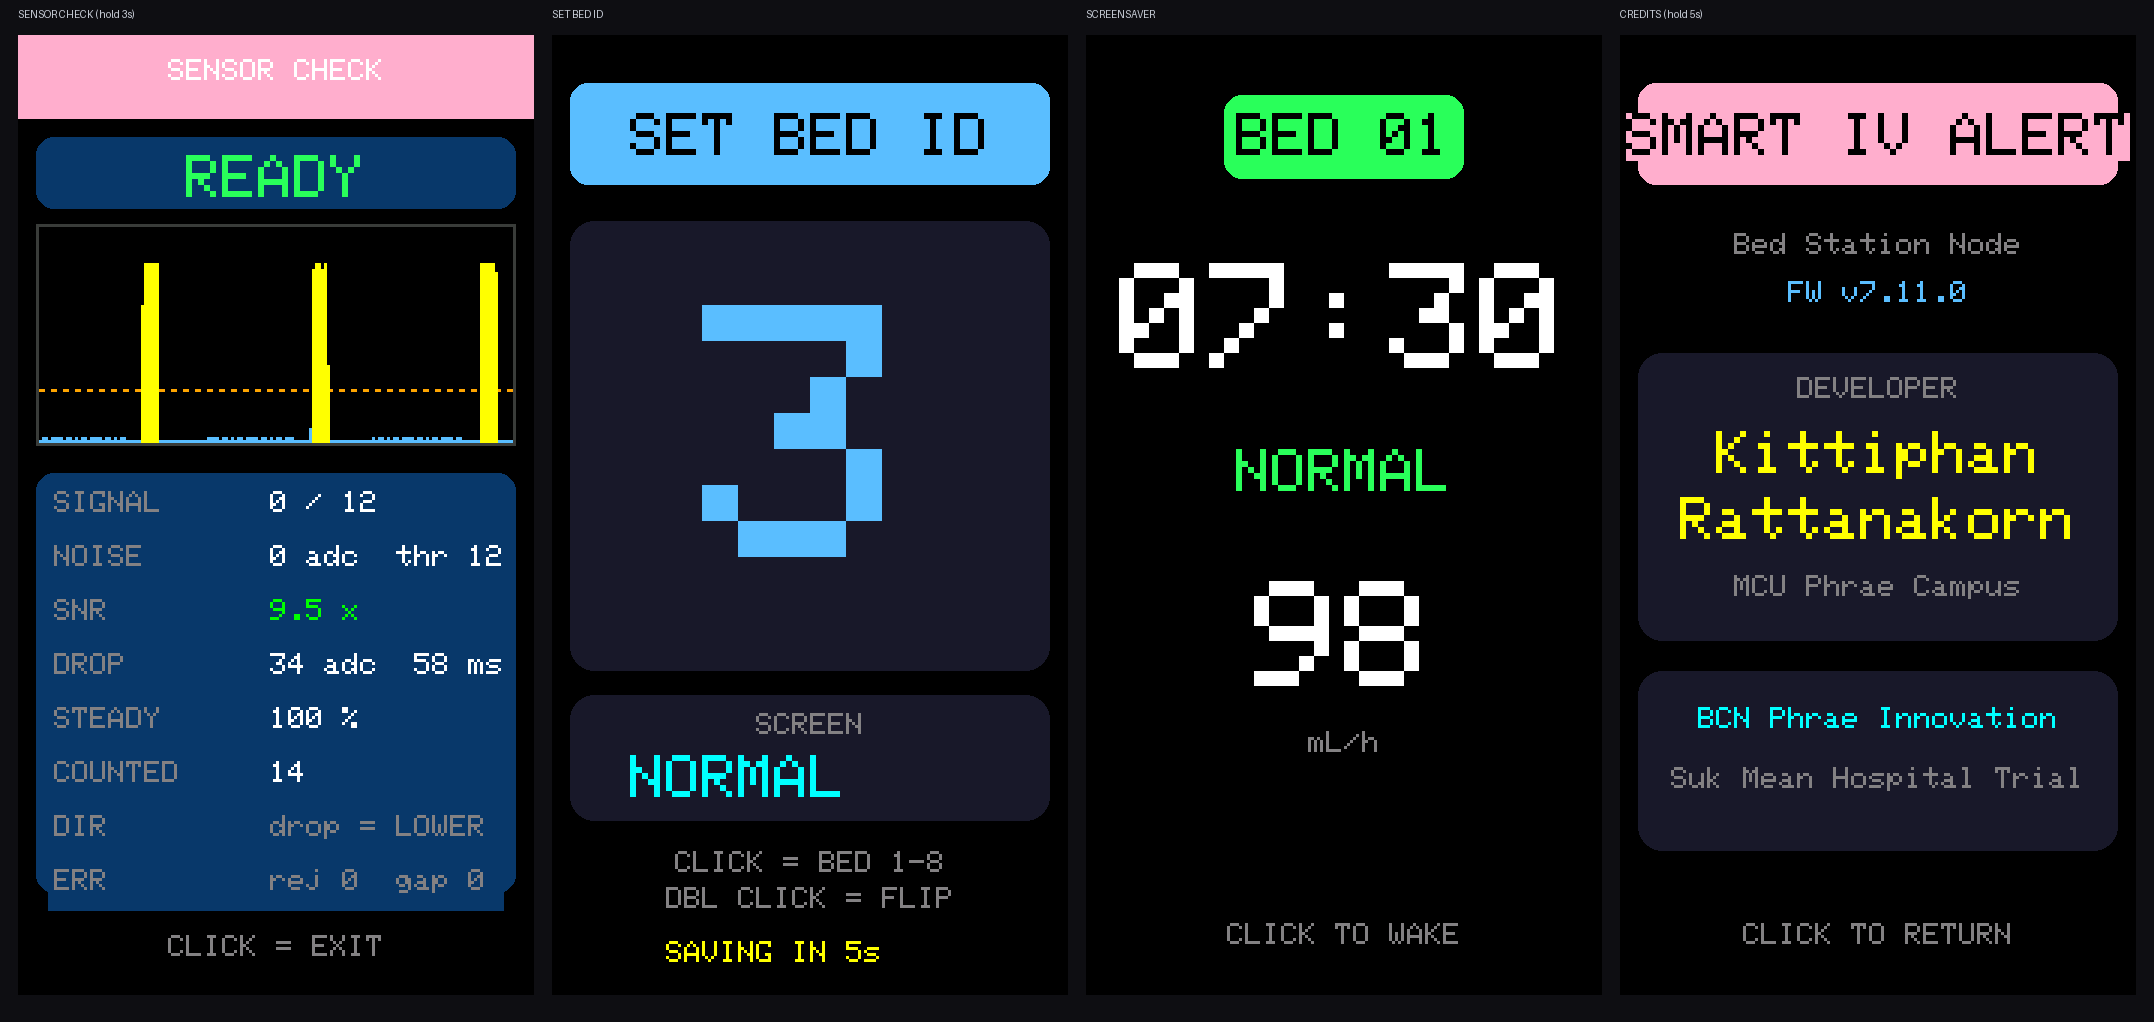 SENSORCHECK (hold 3s)
SENSOR CHECK
READY
SIGNAL 0 / 12
NOISE 0 adc thr 12
SNR 9.5 x
DROP 34 adc 58 ms
STEADY 100 %
COUNTED 14
DIR drop = LOWER
ERR rej 0 gap 0
CLICK = EXIT
SET BED ID
SET BED ID
3
SCREEN
NORMAL
CLICK = BED 1-8
DBL CLICK = FLIP
SAVING IN 5s
SCREENSAVER
BED 01
07:30
NORMAL
98
mL/h
CLICK TO WAKE
CREDITS (hold 5s)
SMART IV ALERT
Bed Station Node
FW v7.11.0
DEVELOPER
Kittiphan
Rattanakorn
MCU Phrae Campus
BCN Phrae Innovation
Suk Mean Hospital Trial
CLICK TO RETURN